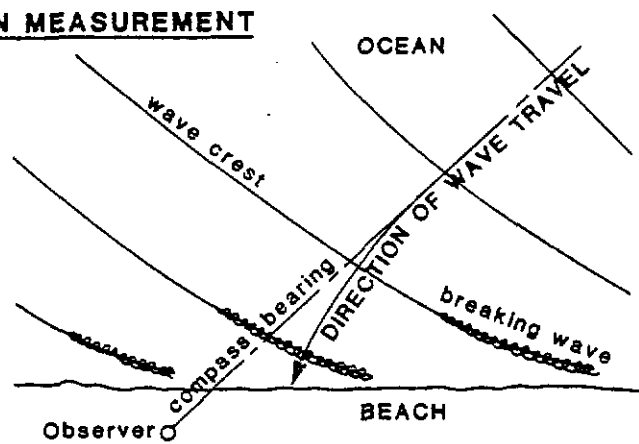 N MEASUREMENT
OCEAN
wave crest
DIRECTION OF WAVE TRAVEL
compass bearing
breaking wave
BEACH
Observer